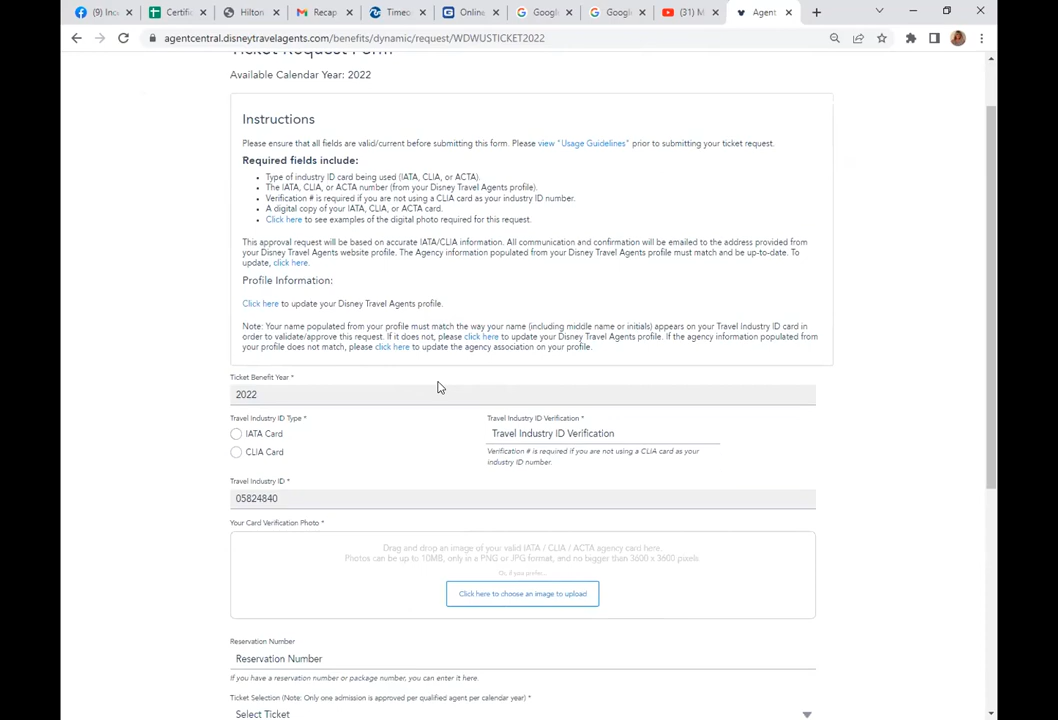 (9) Inc
Certific
Hilton
Recap
Timeo
Online
Google
Google
(31) M
Agent
agentcentral.disneytravelagents.com/benefits/dynamic/request/WDWUSTICKET2022
Ticket Request Form
Available Calendar Year: 2022
Instructions
Please ensure that all fields are valid/current before submitting this form. Please view "Usage Guidelines" prior to submitting your ticket request.
Required fields include:
• Type of industry ID card being used (IATA, CLIA, or ACTA).
• The IATA, CLIA, or ACTA number (from your Disney Travel Agents profile).
• Verification # is required if you are not using a CLIA card as your industry ID number.
• A digital copy of your IATA, CLIA, or ACTA card.
• Click here to see examples of the digital photo required for this request.
This approval request will be based on accurate IATA/CLIA information. All communication and confirmation will be emailed to the address provided from
your Disney Travel Agents website profile. The Agency information populated from your Disney Travel Agents profile must match and be up-to-date. To
update, click here.
Profile Information:
Click here to update your Disney Travel Agents profile.
Note: Your name populated from your profile must match the way your name (including middle name or initials) appears on your Travel Industry ID card in
order to validate/approve this request. If it does not, please click here to update your Disney Travel Agents profile. If the agency information populated from
your profile does not match, please click here to update the agency association on your profile.
Ticket Benefit Year *
2022
Travel Industry ID Type *
IATA Card
CLIA Card
Travel Industry ID Verification *
Travel Industry ID Verification
Verification # is required if you are not using a CLIA card as your
industry ID number.
Travel Industry ID *
05824840
Your Card Verification Photo *
Drag and drop an image of your valid IATA / CLIA / ACTA agency card here.
Photos can be up to 10MB, only in a PNG or JPG format, and no bigger than 3600 x 3600 pixels.
Or, if you prefer...
Click here to choose an image to upload
Reservation Number
Reservation Number
If you have a reservation number or package number, you can enter it here.
Ticket Selection (Note: Only one admission is approved per qualified agent per calendar year) *
Select Ticket